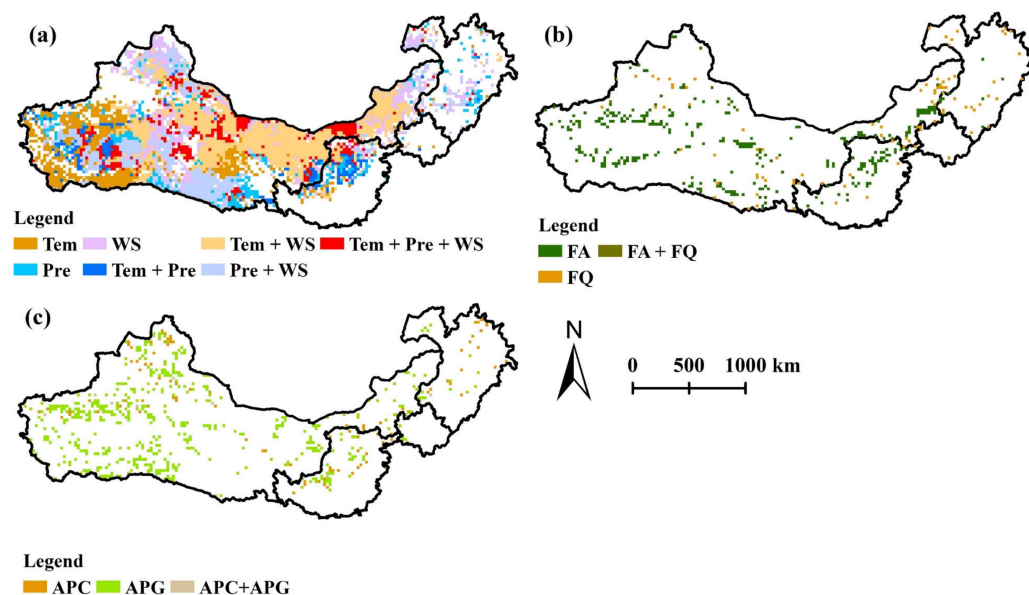 (a)
(b)
Legend
Tem WS Tem + WS Tem + Pre + WS
Pre Tem + Pre Pre + WS
Legend
FA FA + FQ
FQ
(c)
N
0 500 1000 km
Legend
APC APG APC+APG